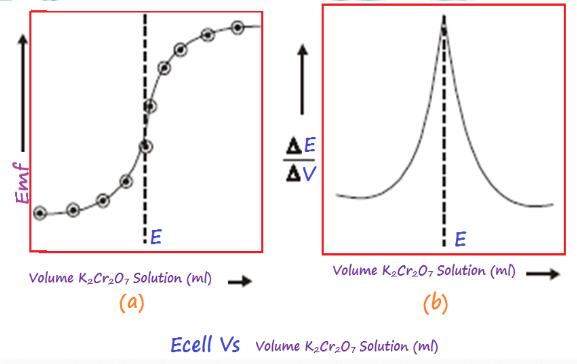 Emf
E
Volume K₂Cr₂O₇ Solution (ml)
(a)
ΔE
ΔV
E
Volume K₂Cr₂O₇ Solution (ml)
(b)
Ecell Vs Volume K₂Cr₂O₇ Solution (ml)